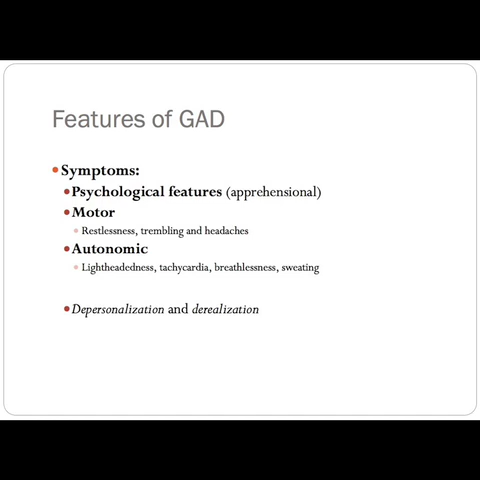 Features of GAD
Symptoms:
Psychological features (apprehensional)
Motor
Restlessness, trembling and headaches
Autonomic
Lightheadedness, tachycardia, breathlessness, sweating
Depersonalization and derealization